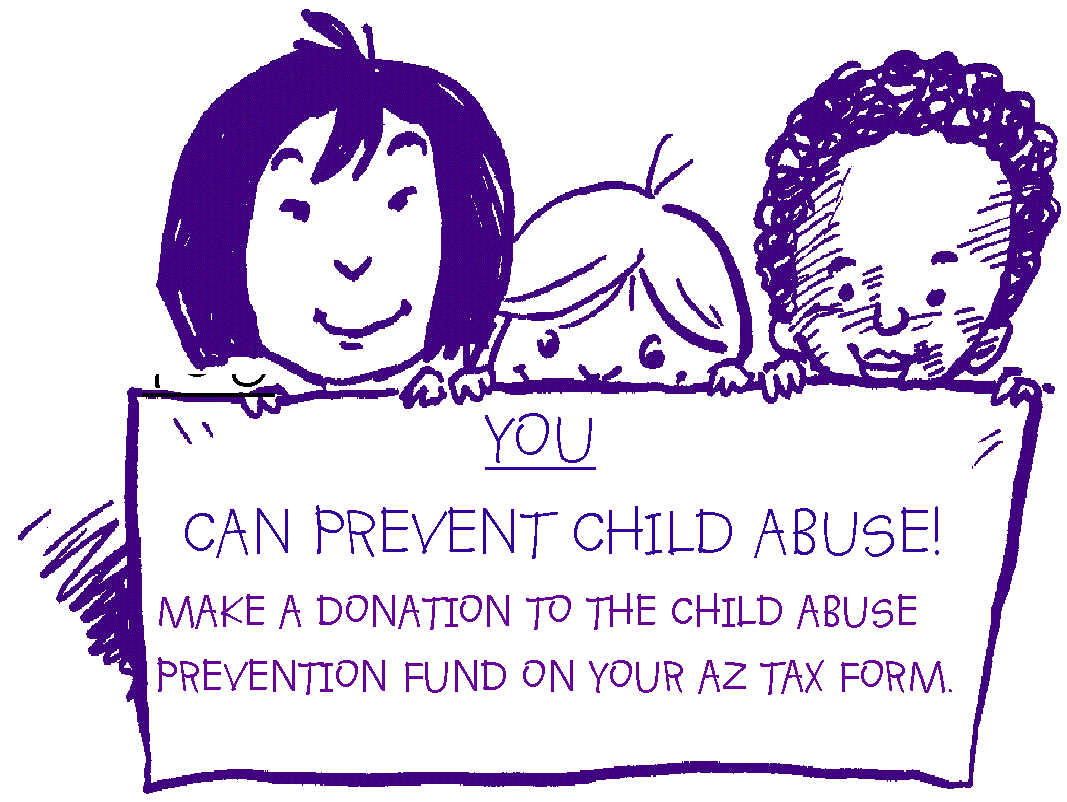 YOU
CAN PREVENT CHILD ABUSE!
MAKE A DONATION TO THE CHILD ABUSE
PREVENTION FUND ON YOUR AZ TAX FORM.